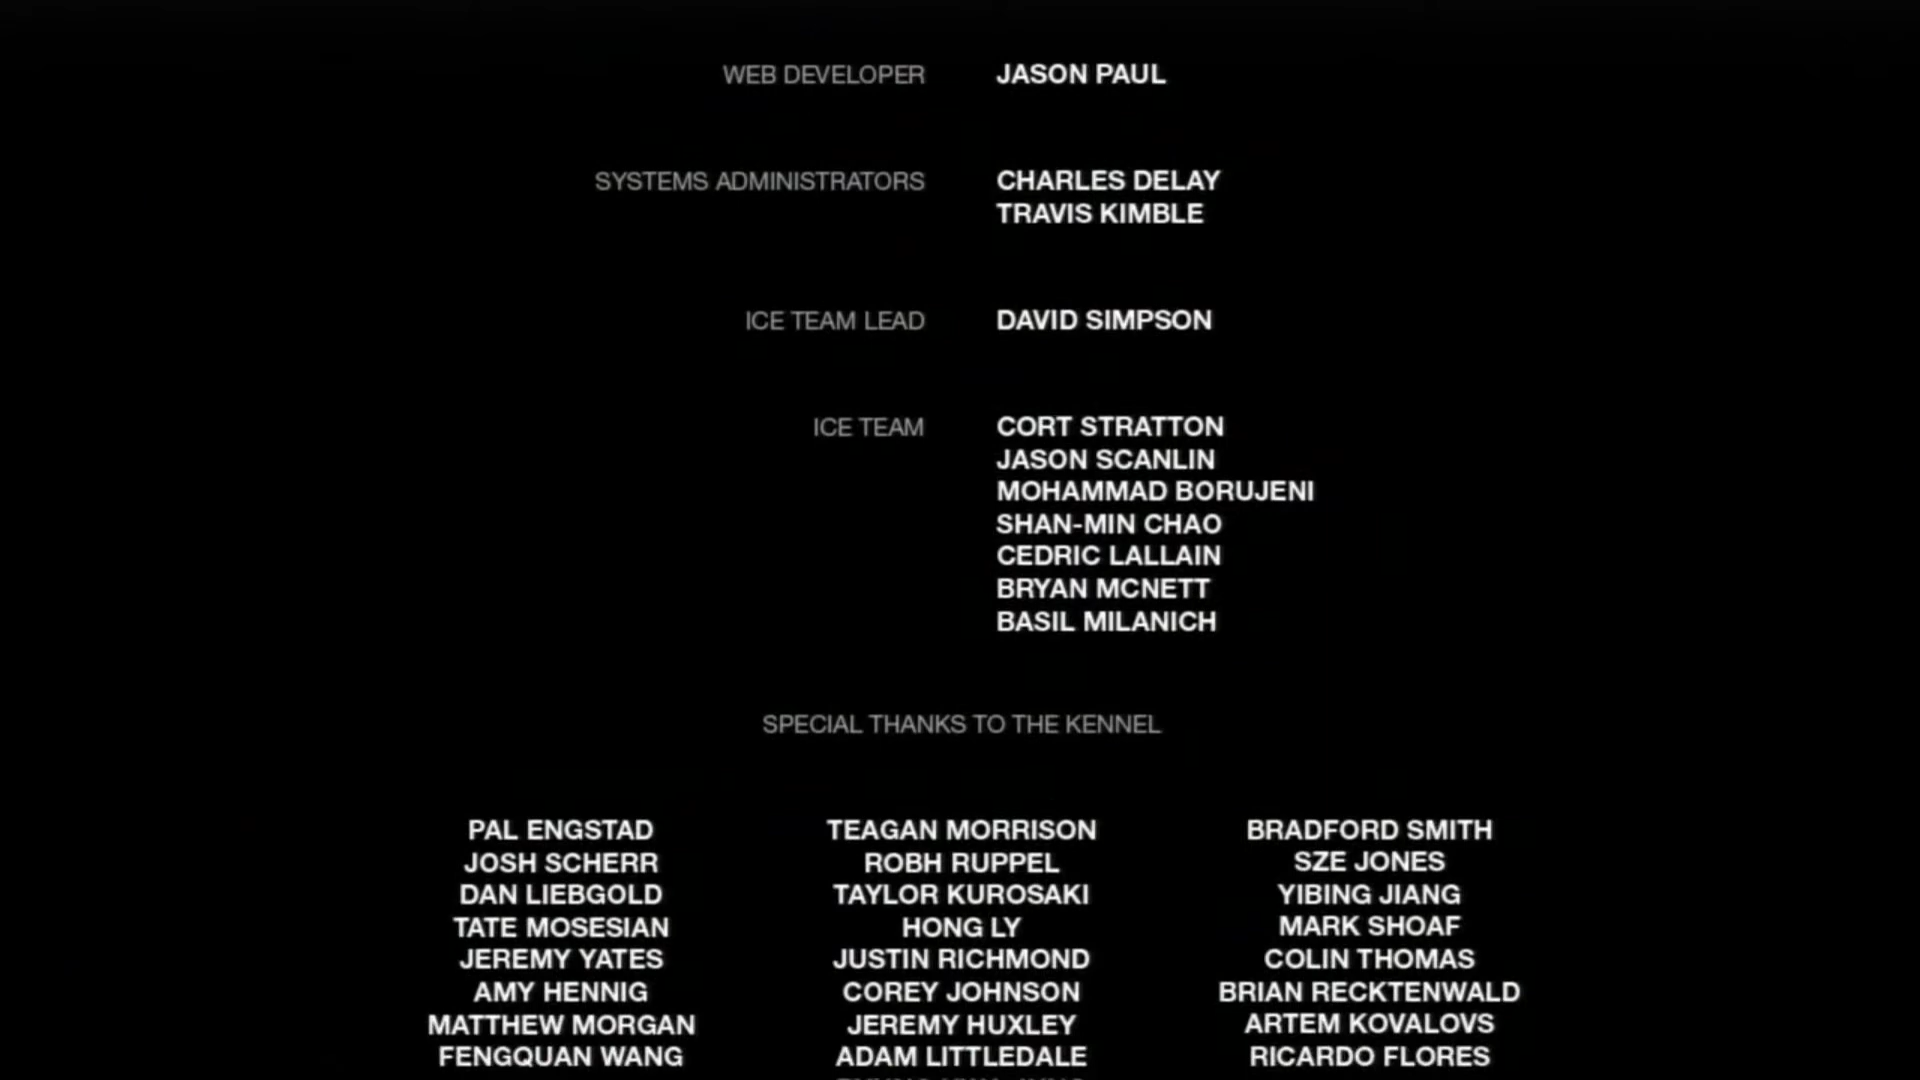 WEB DEVELOPER JASON PAUL
SYSTEMS ADMINISTRATORS CHARLES DELAY
TRAVIS KIMBLE
ICE TEAM LEAD DAVID SIMPSON
ICE TEAM CORT STRATTON
JASON SCANLIN
MOHAMMAD BORUJENI
SHAN-MIN CHAO
CEDRIC LALLAIN
BRYAN MCNETT
BASIL MILANICH
SPECIAL THANKS TO THE KENNEL
PAL ENGSTAD TEAGAN MORRISON BRADFORD SMITH
JOSH SCHERR ROBH RUPPEL SZE JONES
DAN LIEBGOLD TAYLOR KUROSAKI YIBING JIANG
TATE MOSESIAN HONG LY MARK SHOAF
JEREMY YATES JUSTIN RICHMOND COLIN THOMAS
AMY HENNIG COREY JOHNSON BRIAN RECKTENWALD
MATTHEW MORGAN JEREMY HUXLEY ARTEM KOVALOVS
FENGQUAN WANG ADAM LITTLEDALE RICARDO FLORES